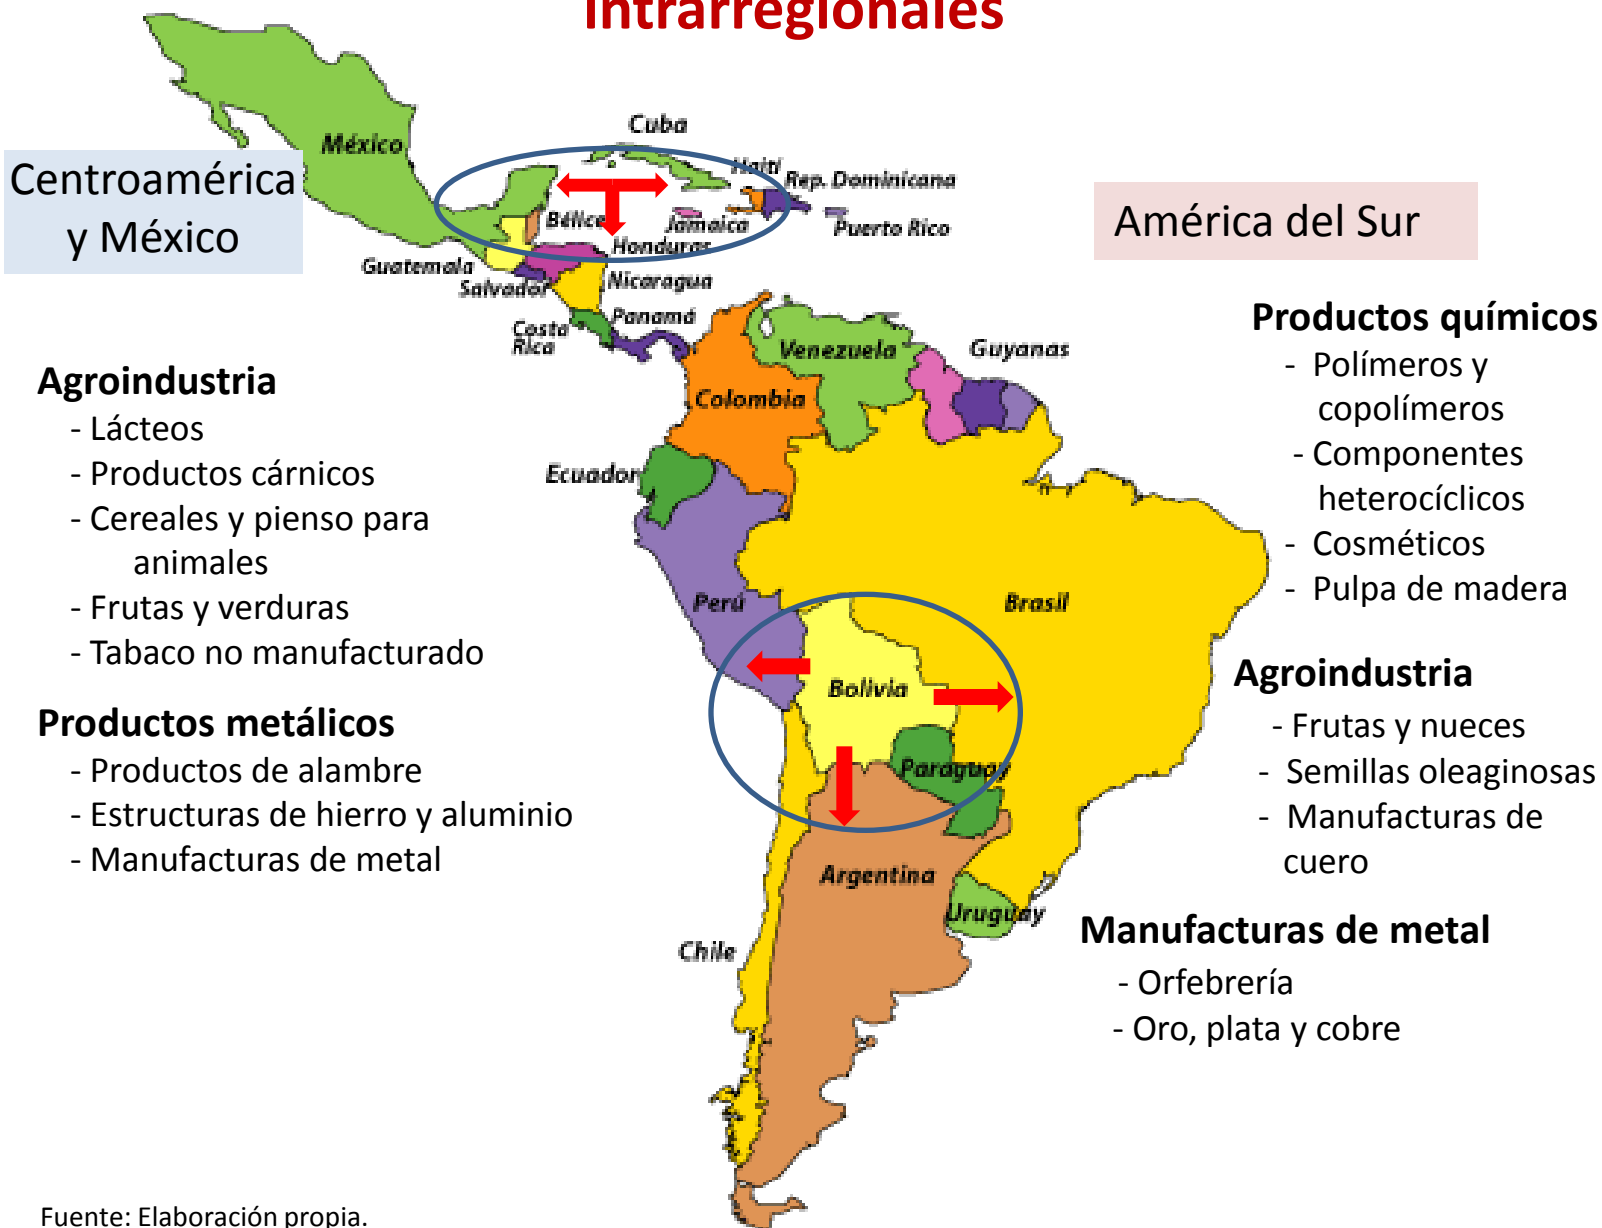 intrarregionales
Centroamérica
y México
América del Sur
México
Cuba
Haití
Rep. Dominicana
Bélice
Jamaica
Puerto Rico
Honduras
Guatemala
Salvador
Nicaragua
Costa
Rica
Panamá
Venezuela
Guyanas
Colombia
Ecuador
Perú
Brasil
Bolivia
Paraguay
Argentina
Uruguay
Chile
Agroindustria
- Lácteos
- Productos cárnicos
- Cereales y pienso para
animales
- Frutas y verduras
- Tabaco no manufacturado
Productos metálicos
- Productos de alambre
- Estructuras de hierro y aluminio
- Manufacturas de metal
Productos químicos
- Polímeros y
copolímeros
- Componentes
heterocíclicos
- Cosméticos
- Pulpa de madera
Agroindustria
- Frutas y nueces
- Semillas oleaginosas
- Manufacturas de
cuero
Manufacturas de metal
- Orfebrería
- Oro, plata y cobre
Fuente: Elaboración propia.